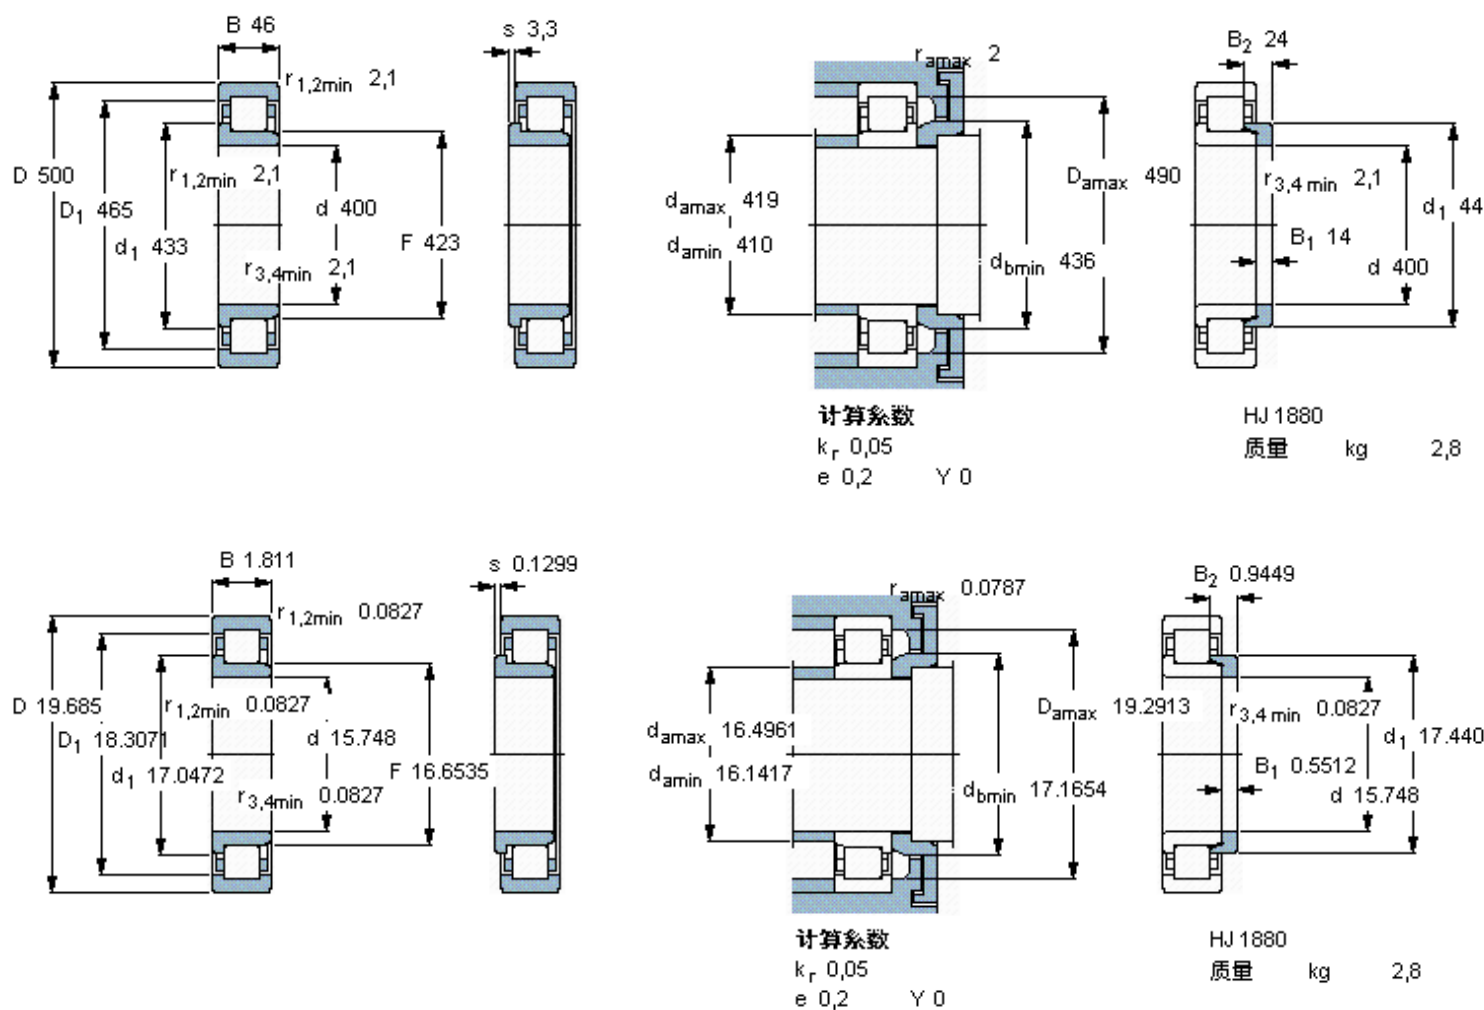 B 46
r1,2min 2,1
D 500
D1 465
d1 433
r1,2min 2,1
d 400
F 423
r3,4min 2,1
s 3,3
ramax 2
damax 419
damin 410
Damax 490
dbmin 436
计算系数
kr 0,05
e 0,2 Y 0
B2 24
r3,4 min 2,1
B1 14
d 400
d1 44
HJ 1880
质量 kg 2,8
B 1.811
r1,2min 0.0827
D 19.685
D1 18.3071
d1 17.0472
r1,2min 0.0827
d 15.748
F 16.6535
r3,4min 0.0827
s 0.1299
ramax 0.0787
damax 16.4961
damin 16.1417
Damax 19.2913
dbmin 17.1654
计算系数
kr 0,05
e 0,2 Y 0
B2 0.9449
r3,4 min 0.0827
B1 0.5512
d 15.748
d1 17.440
HJ 1880
质量 kg 2,8